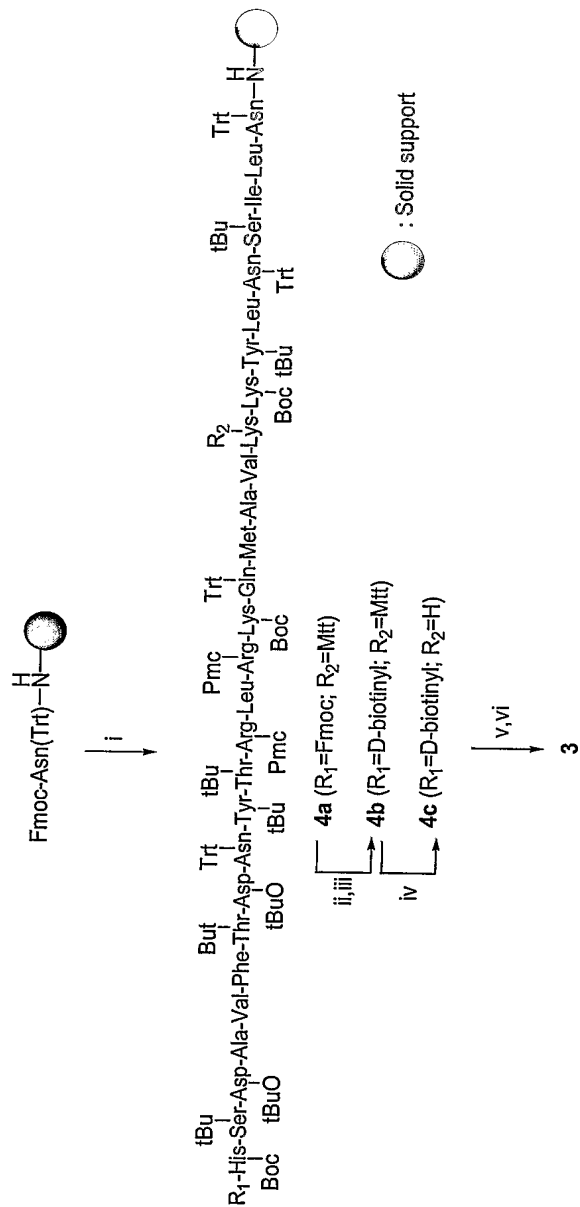 Fmoc-Asn(Trt)—N
H
i
tBu But Trt tBu Pmc Trt R2 tBu Trt H
R1-His-Ser-Asp-Ala-Val-Phe-Thr-Asp-Asn-Tyr-Thr-Arg-Leu-Arg-Lys-Gln-Met-Ala-Val-Lys-Lys-Tyr-Leu-Asn-Ser-Ile-Leu-Asn—N
Boc tBuO tBuO tBu Pmc Boc Boc tBu Trt
4a (R1=Fmoc; R2=Mtt)
ii,iii
4b (R1=D-biotinyl; R2=Mtt)
iv
4c (R1=D-biotinyl; R2=H)
: Solid support
v,vi
3